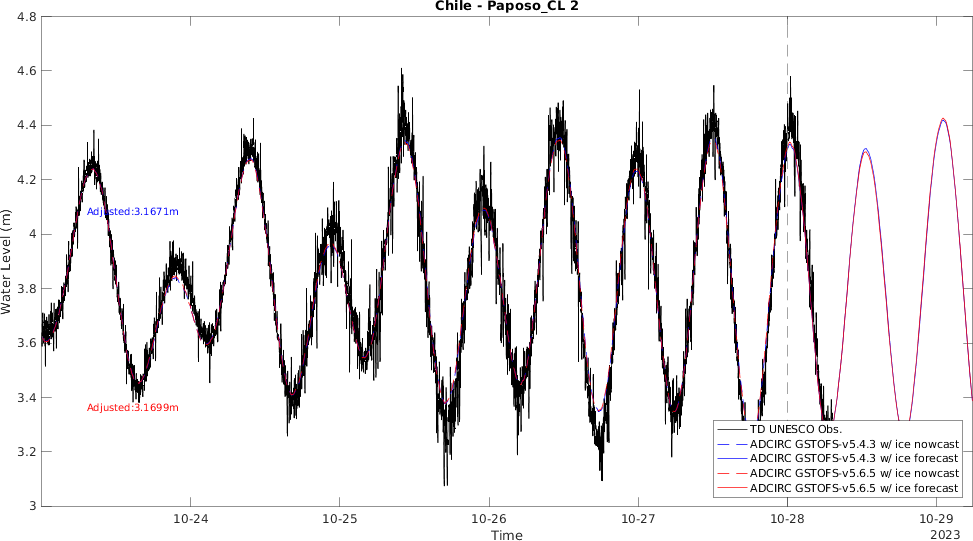 Chile - Paposo_CL 2
4.8
4.6
4.4
4.2
4
3.8
3.6
3.4
3.2
3
Water Level (m)
Adjusted:3.1671m
Adjusted:3.1699m
TD UNESCO Obs.
ADCIRC GSTOFS-v5.4.3 w/ ice nowcast
ADCIRC GSTOFS-v5.4.3 w/ ice forecast
ADCIRC GSTOFS-v5.6.5 w/ ice nowcast
ADCIRC GSTOFS-v5.6.5 w/ ice forecast
10-24 10-25 10-26 10-27 10-28 10-29
Time 2023